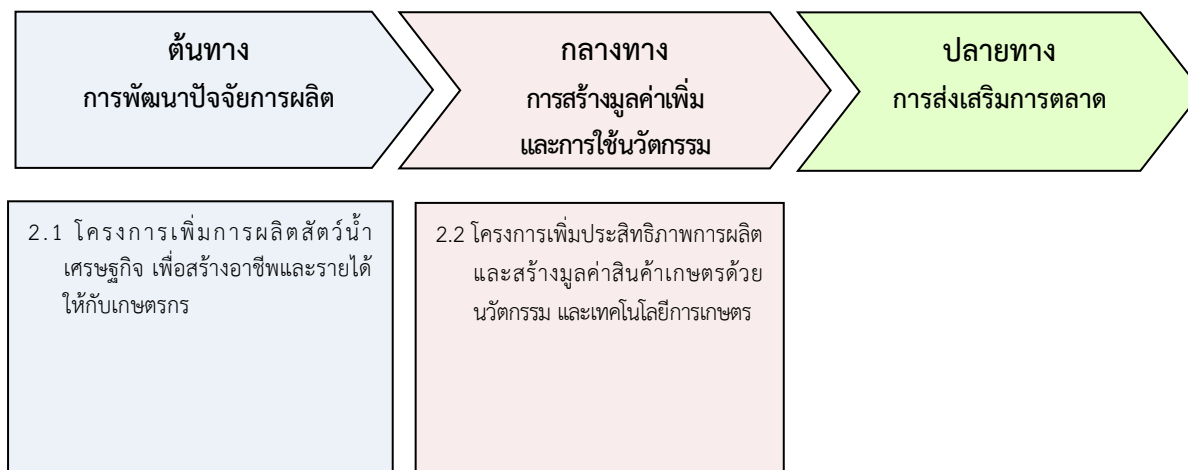 ต้นทาง
การพัฒนาปัจจัยการผลิต
กลางทาง
การสร้างมูลค่าเพิ่ม
และการใช้นวัตกรรม
ปลายทาง
การส่งเสริมการตลาด
2.1 โครงการเพิ่มการผลิตสัตว์น้ำ
เศรษฐกิจ เพื่อสร้างอาชีพและรายได้
ให้กับเกษตรกร
2.2 โครงการเพิ่มประสิทธิภาพการผลิต
และสร้างมูลค่าสินค้าเกษตรด้วย
นวัตกรรม และเทคโนโลยีการเกษตร